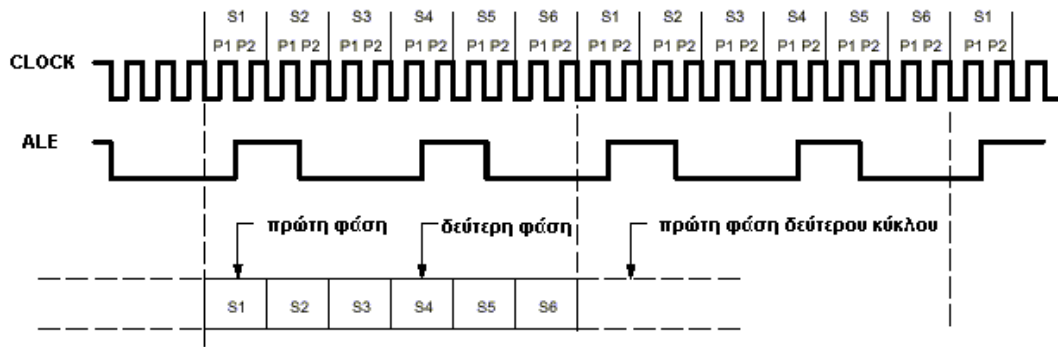 S1 S2 S3 S4 S5 S6 S1 S2 S3 S4 S5 S6 S1
P1 P2 P1 P2 P1 P2 P1 P2 P1 P2 P1 P2 P1 P2 P1 P2 P1 P2 P1 P2 P1 P2 P1 P2 P1 P2
CLOCK
ALE
πρώτη φάση δεύτερη φάση πρώτη φάση δεύτερου κύκλου
S1 S2 S3 S4 S5 S6